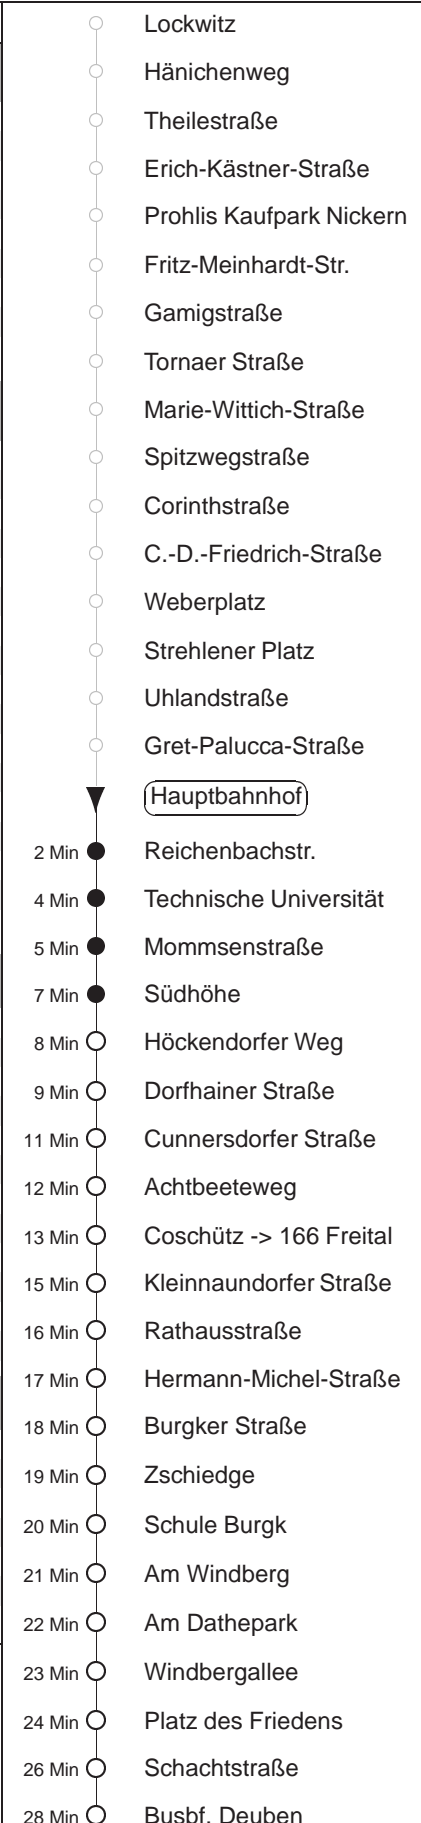 Lockwitz
Hänichenweg
Theilestraße
Erich-Kästner-Straße
Prohlis Kaufpark Nickern
Fritz-Meinhardt-Str.
Gamigstraße
Tornaer Straße
Marie-Wittich-Straße
Spitzwegstraße
Corinthstraße
C.-D.-Friedrich-Straße
Weberplatz
Strehlener Platz
Uhlandstraße
Gret-Palucca-Straße
Hauptbahnhof
2 Min Reichenbachstr.
4 Min Technische Universität
5 Min Mommsenstraße
7 Min Südhöhe
8 Min Höckendorfer Weg
9 Min Dorfhainer Straße
11 Min Cunnersdorfer Straße
12 Min Achtbeeteweg
13 Min Coschütz -> 166 Freital
15 Min Kleinnaundorfer Straße
16 Min Rathausstraße
17 Min Hermann-Michel-Straße
18 Min Burgker Straße
19 Min Zschiedge
20 Min Schule Burgk
21 Min Am Windberg
22 Min Am Dathepark
23 Min Windbergallee
24 Min Platz des Friedens
26 Min Schachtstraße
28 Min Busbf. Deuben